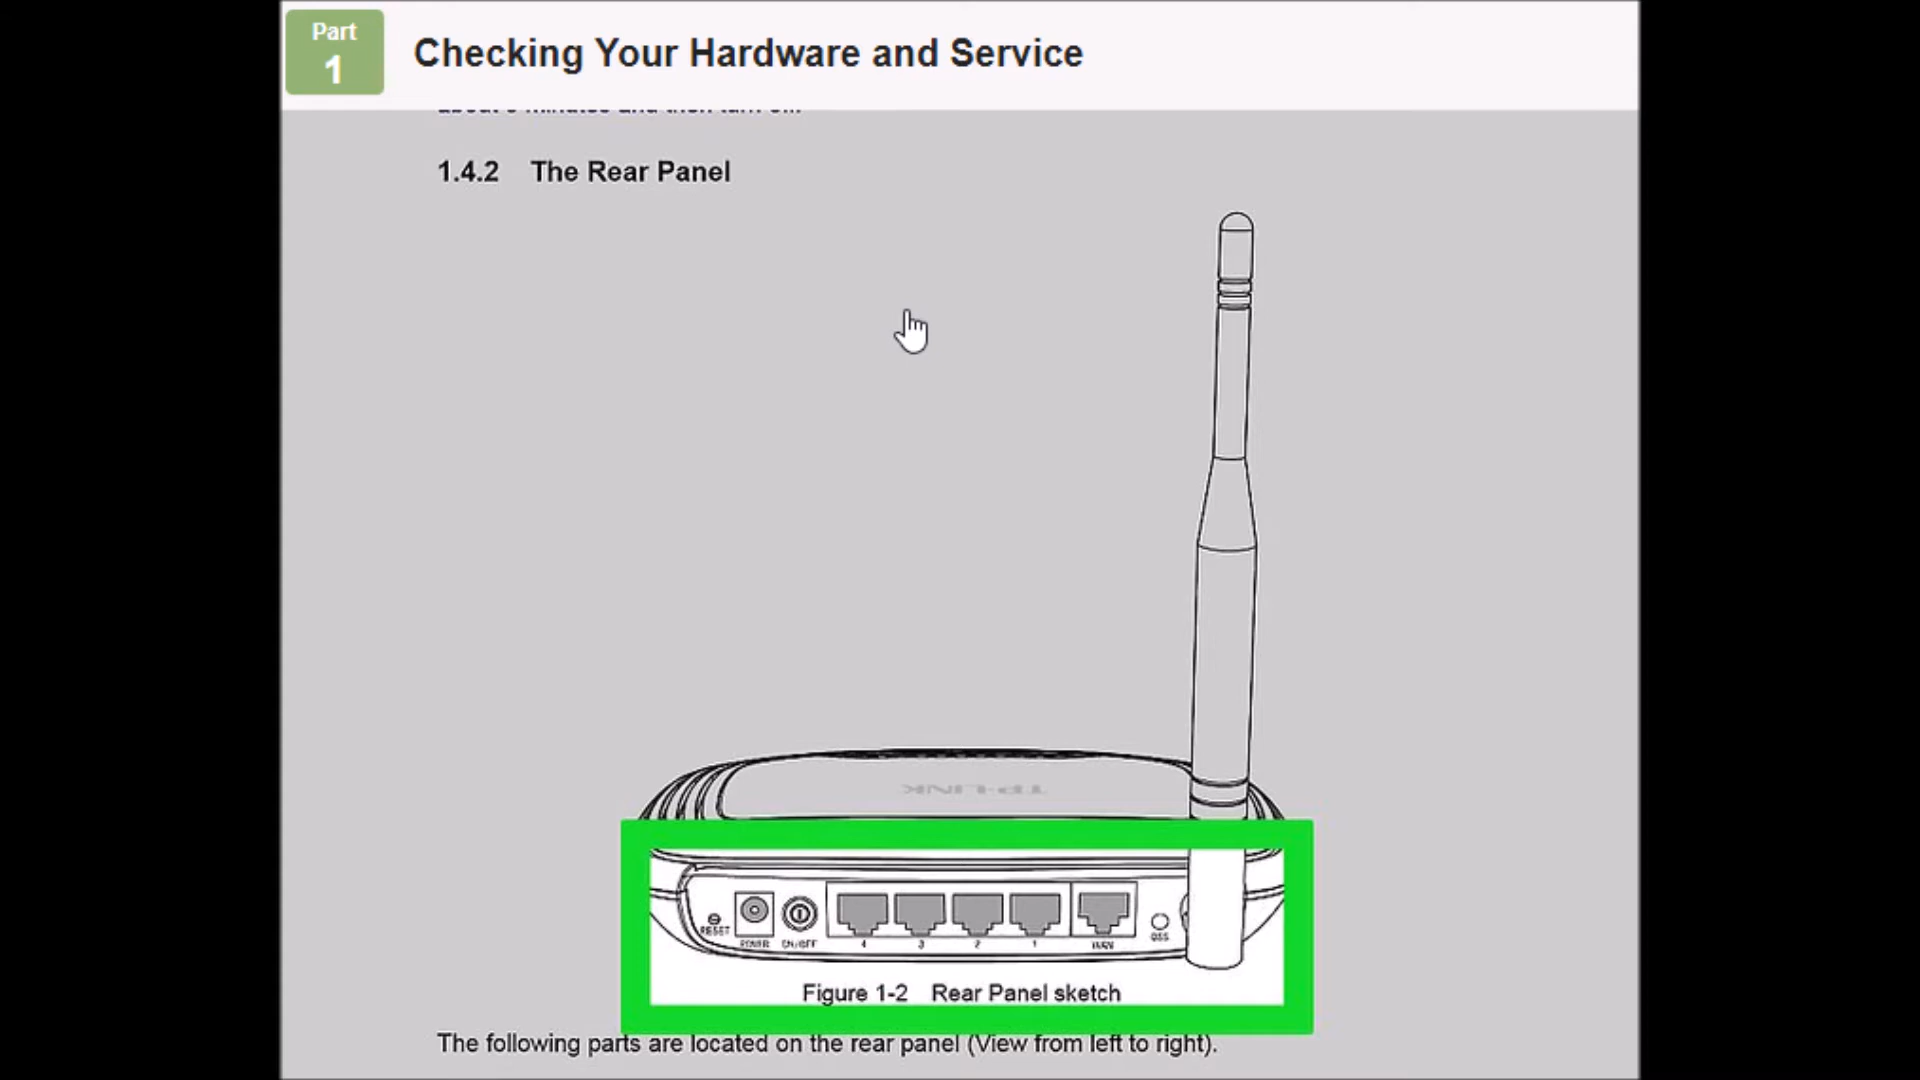 Part
1
Checking Your Hardware and Service
1.4.2 The Rear Panel
TP-LINK
RESET
POWER
ON/OFF
4
3
2
1
WAN
QSS
Figure 1-2 Rear Panel sketch
The following parts are located on the rear panel (View from left to right).